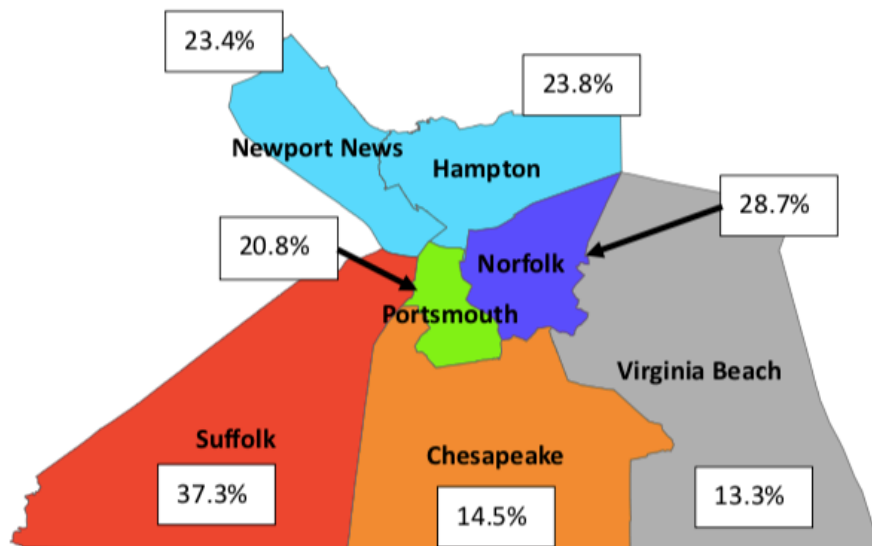 23.4%
23.8%
Newport News
Hampton
28.7%
20.8%
Norfolk
Portsmouth
Virginia Beach
Suffolk
Chesapeake
37.3%
14.5%
13.3%